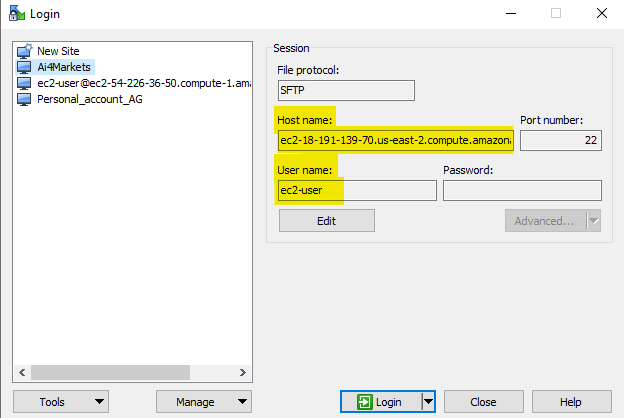 Login
New Site
Ai4Markets
ec2-user@ec2-54-226-36-50.compute-1.ama
Personal_account_AG
Session
File protocol:
SFTP
Host name:
Port number:
ec2-18-191-139-70.us-east-2.compute.amazona
22
User name:
Password:
ec2-user
Edit
Advanced...
Tools
Manage
Login
Close
Help